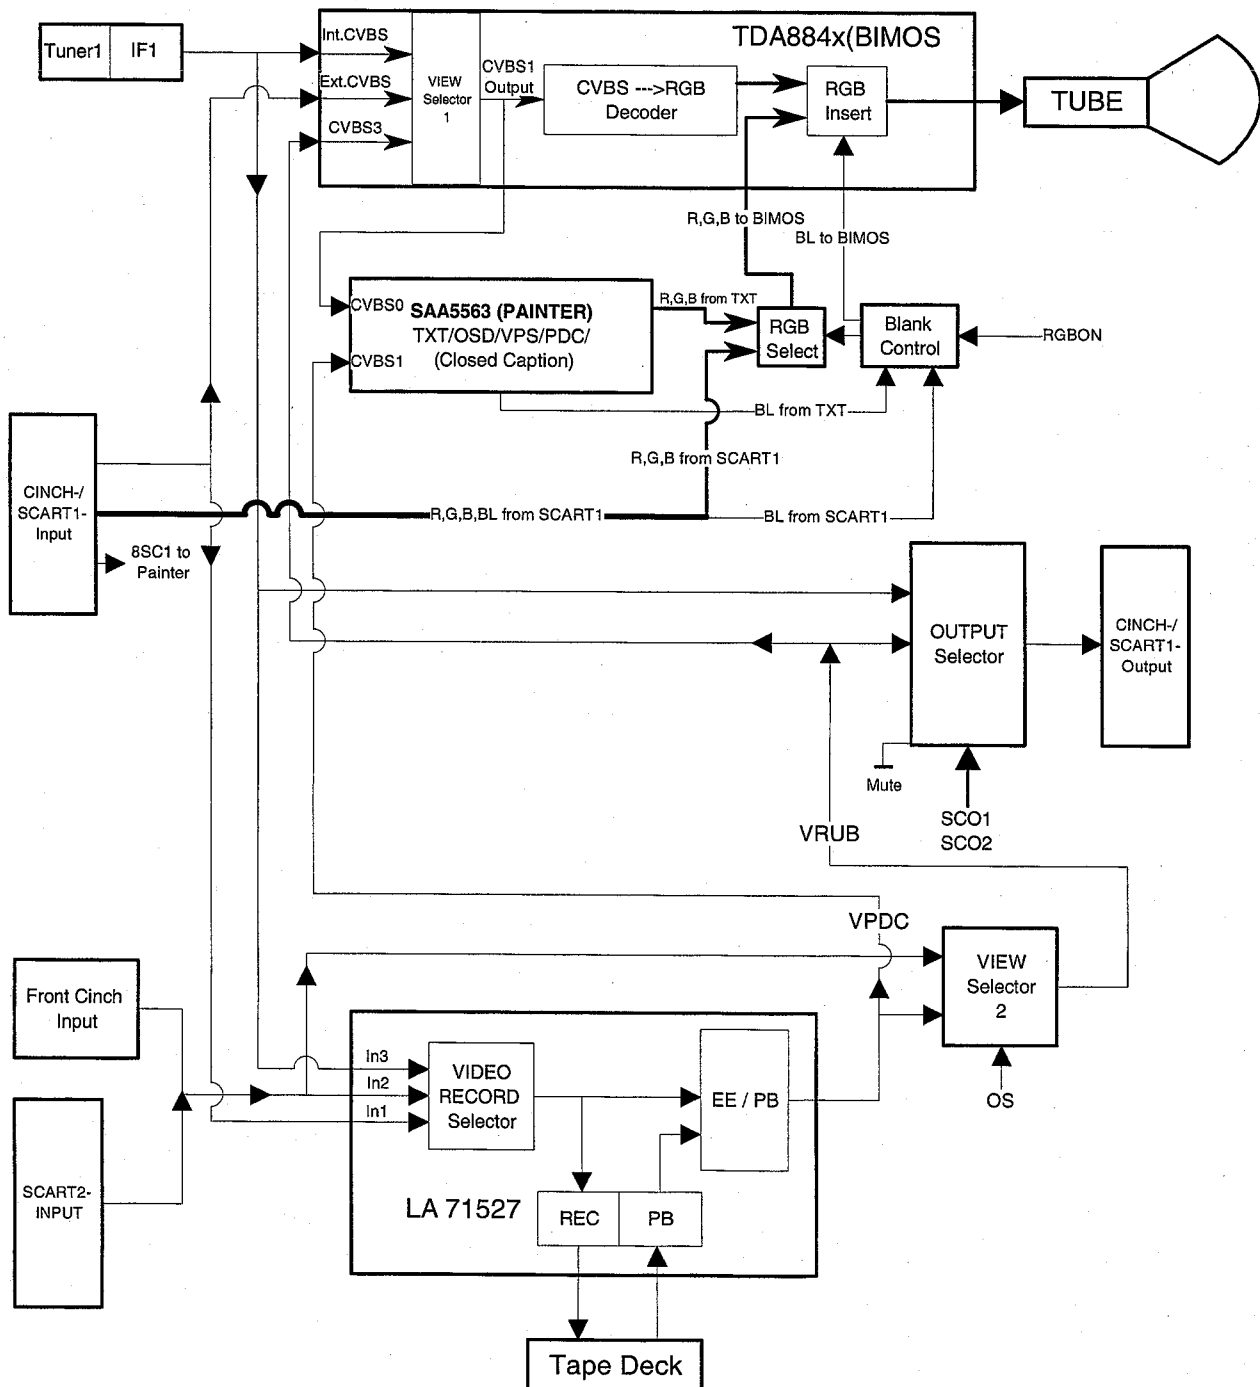 TDA884x(BIMOS
Tuner1 IF1
Int.CVBS
Ext.CVBS
CVBS3
VIEW
Selector
1
CVBS1
Output
CVBS --->RGB
Decoder
RGB
Insert
TUBE
R,G,B to BIMOS
BL to BIMOS
CVBS0
CVBS1
SAA5563 (PAINTER)
TXT/OSD/VPS/PDC/
(Closed Caption)
R,G,B from TXT
RGB
Select
Blank
Control
RGBON
BL from TXT
R,G,B from SCART1
CINCH-/
SCART1-
Input
R,G,B,BL from SCART1
BL from SCART1
8SC1 to
Painter
OUTPUT
Selector
CINCH-/
SCART1-
Output
Mute
SCO1
SCO2
VRUB
VPDC
VIEW
Selector
2
OS
Front Cinch
Input
SCART2-
INPUT
In3
In2
In1
VIDEO
RECORD
Selector
EE / PB
LA 71527
REC PB
Tape Deck